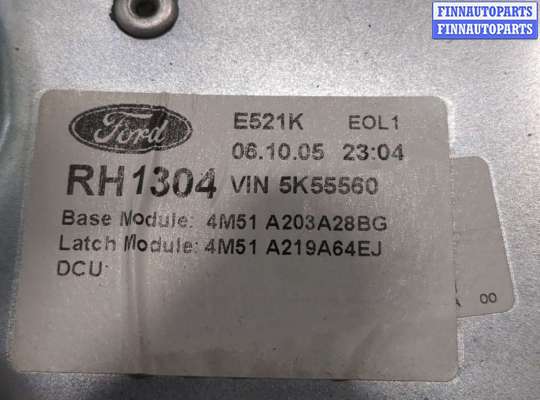 FINNAUTOPARTS
FINNAUTOPARTS
Ford
E521K EOL1
06.10.05 23:04
RH1304 VIN 5K55560
Base Module: 4M51 A203A28BG
Latch Module: 4M51 A219A64EJ
DCU:
A 00